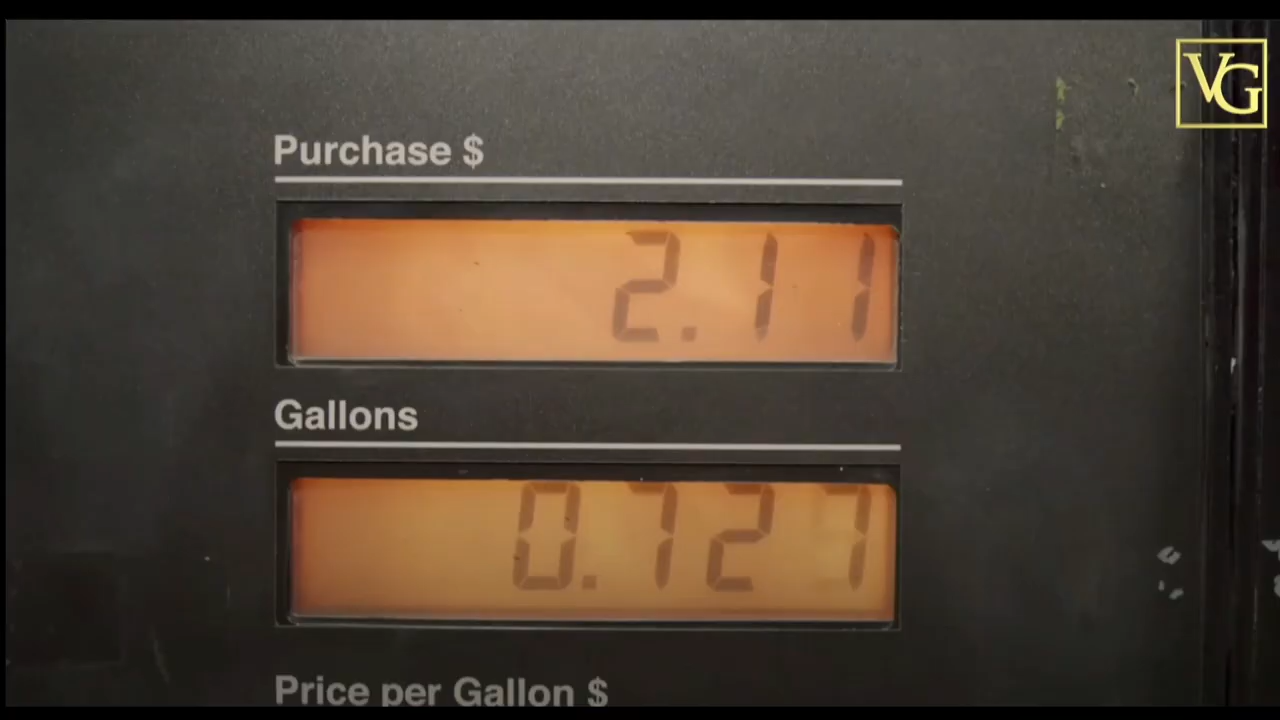 VG
Purchase $
2.11
Gallons
0.727
Price per Gallon $